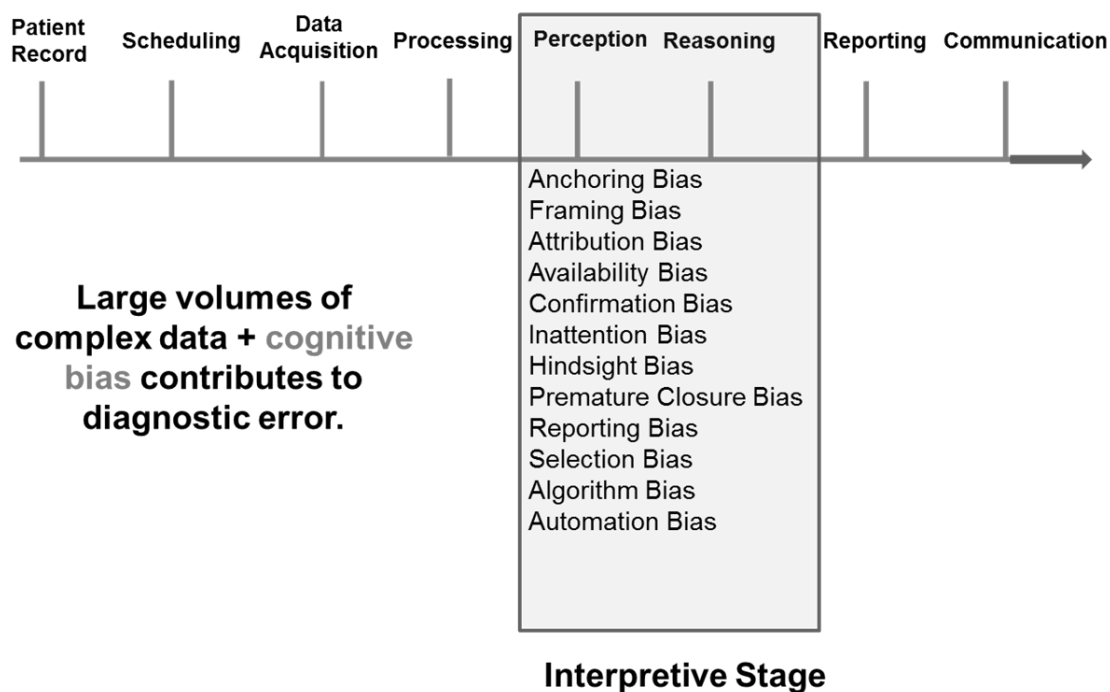 Patient
Record
Scheduling
Data
Acquisition
Processing
Perception
Reasoning
Reporting
Communication
Anchoring Bias
Framing Bias
Attribution Bias
Availability Bias
Confirmation Bias
Inattention Bias
Hindsight Bias
Premature Closure Bias
Reporting Bias
Selection Bias
Algorithm Bias
Automation Bias
Large volumes of
complex data + cognitive
bias contributes to
diagnostic error.
Interpretive Stage